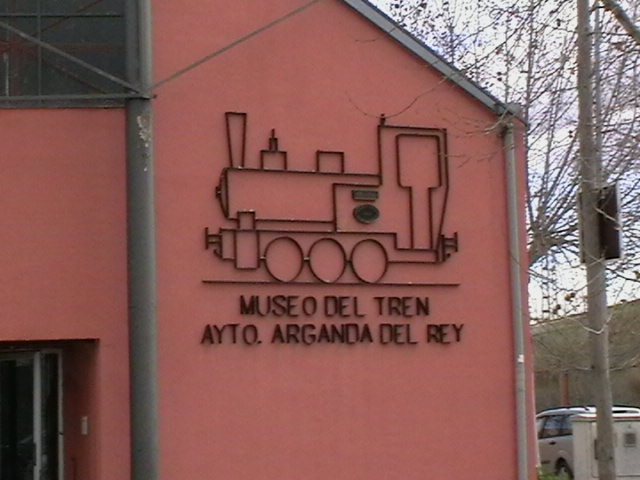 MUSEO DEL TREN
AYTO. ARGANDA DEL REY